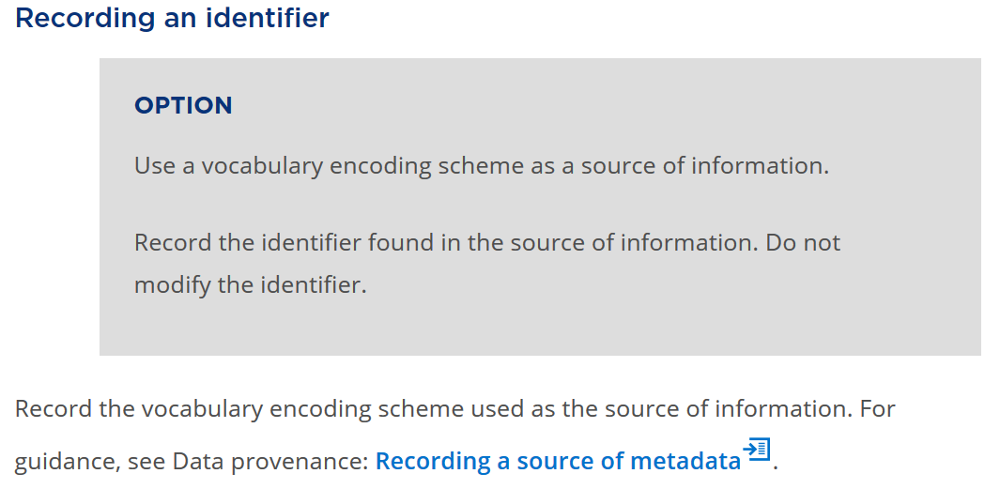 Recording an identifier
OPTION
Use a vocabulary encoding scheme as a source of information.
Record the identifier found in the source of information. Do not
modify the identifier.
Record the vocabulary encoding scheme used as the source of information. For
guidance, see Data provenance: Recording a source of metadata.